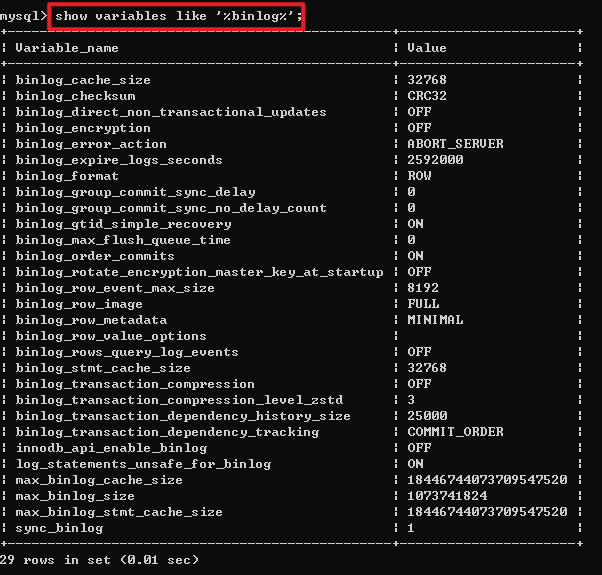 mysql> show variables like '%binlog%';
+------------------------------------------------+----------------------+
| Variable_name | Value |
+------------------------------------------------+----------------------+
| binlog_cache_size | 32768 |
| binlog_checksum | CRC32 |
| binlog_direct_non_transactional_updates | OFF |
| binlog_encryption | OFF |
| binlog_error_action | ABORT_SERVER |
| binlog_expire_logs_seconds | 2592000 |
| binlog_format | ROW |
| binlog_group_commit_sync_delay | 0 |
| binlog_group_commit_sync_no_delay_count | 0 |
| binlog_gtid_simple_recovery | ON |
| binlog_max_flush_queue_time | 0 |
| binlog_order_commits | ON |
| binlog_rotate_encryption_master_key_at_startup | OFF |
| binlog_row_event_max_size | 8192 |
| binlog_row_image | FULL |
| binlog_row_metadata | MINIMAL |
| binlog_row_value_options | |
| binlog_rows_query_log_events | OFF |
| binlog_stmt_cache_size | 32768 |
| binlog_transaction_compression | OFF |
| binlog_transaction_compression_level_zstd | 3 |
| binlog_transaction_dependency_history_size | 25000 |
| binlog_transaction_dependency_tracking | COMMIT_ORDER |
| innodb_api_enable_binlog | OFF |
| log_statements_unsafe_for_binlog | ON |
| max_binlog_cache_size | 18446744073709547520 |
| max_binlog_size | 1073741824 |
| max_binlog_stmt_cache_size | 18446744073709547520 |
| sync_binlog | 1 |
+------------------------------------------------+----------------------+
29 rows in set (0.01 sec)